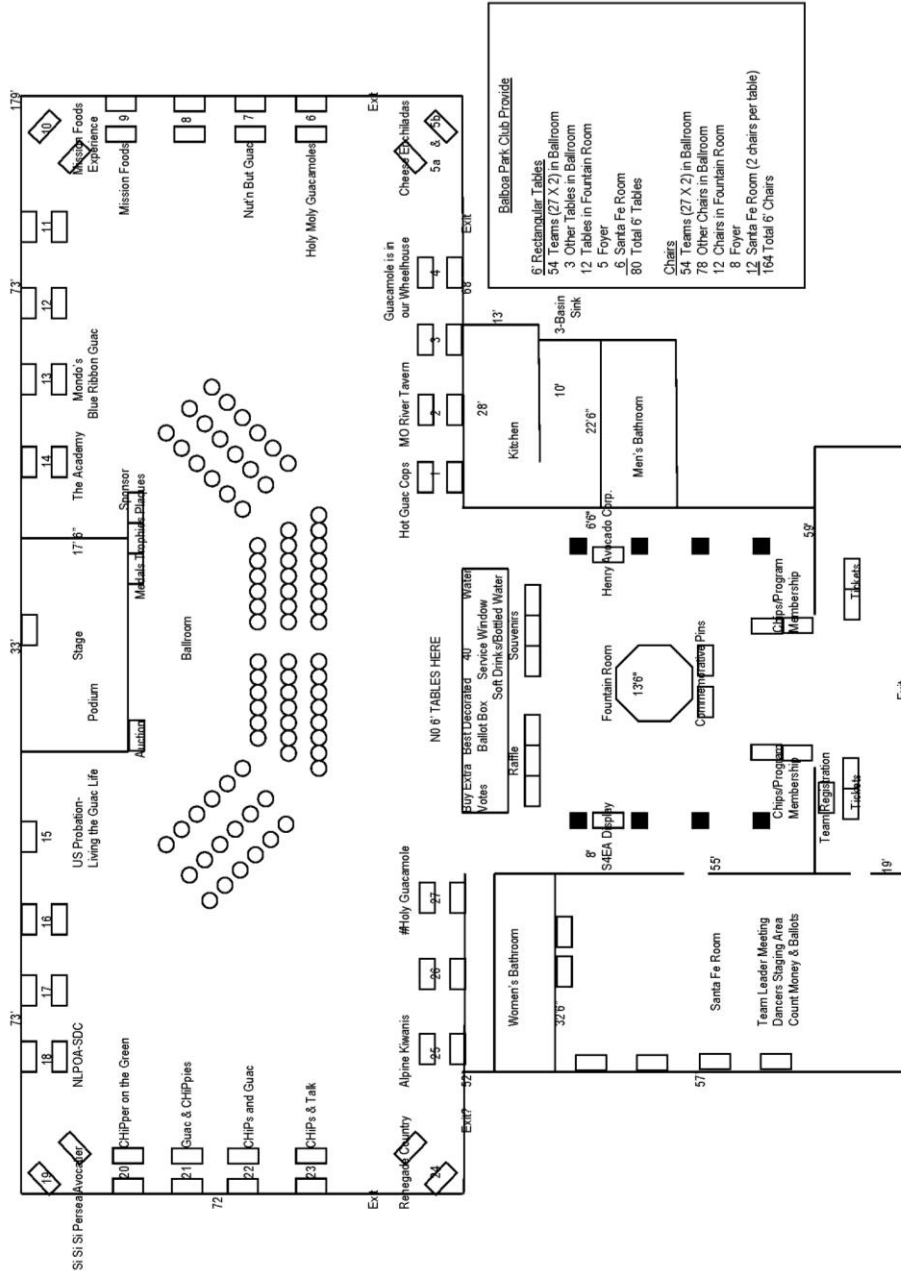 179'
73'
33'
73'
10
Mission Foods
Experience
11
12
13
Mondo's
Blue Ribbon Guac
14
The Academy
17' 6"
Stage
Podium
Sponsor
Medals Trophies Plaques
Auction
Ballroom
15
US Probation-
Living the Guac Life
16
17
18
NLPOA-SDC
19
Si Si Si Persea Avocader
20
CHiPper on the Green
21
Guac & CHiPpies
22
CHiPs and Guac
23
CHiPs & Talk
72
Exit
Renegade Country
24
Exit?
52
Alpine Kiwanis
25
26
#Holy Guacamole
27
9
Mission Foods
8
7
Nut'n But Guac
6
Holy Moly Guacamoles
Exit
Cheese Enchiladas
5a & 5b
Exit
68
Guacamole is in
our Wheelhouse
4
3
MO River Tavern
2
Hot Guac Cops
1
N0 6' TABLES HERE
Buy Extra Best Decorated 40 Water
Votes Ballot Box Service Window
Soft Drinks/Bottled Water
Raffle
Souvenirs
13'
28'
Kitchen
3-Basin
Sink
10'
22'6"
Men's Bathroom
6'6"
Henry Avocado Corp.
59'
Fountain Room
13'6"
Commemorative Pins
Chips/Program
Membership
Tickets
Exit
Chips/Program
Membership
Team Registration
Tickets
8'
S4EA Display
55'
19'
Women's Bathroom
32'6"
Santa Fe Room
Team Leader Meeting
Dancers Staging Area
Count Money & Ballots
57
Balboa Park Club Provide
6' Rectangular Tables
54 Teams (27 X 2) in Ballroom
3 Other Tables in Ballroom
12 Tables in Fountain Room
5 Foyer
6 Santa Fe Room
80 Total 6' Tables
Chairs
54 Teams (27 X 2) in Ballroom
78 Other Chairs in Ballroom
12 Chairs in Fountain Room
8 Foyer
12 Santa Fe Room (2 chairs per table)
164 Total 6' Chairs